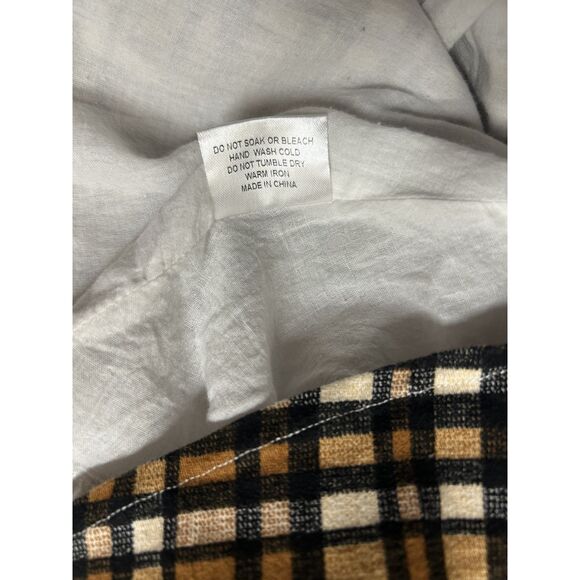 DO NOT SOAK OR BLEACH
HAND WASH COLD
DO NOT TUMBLE DRY
WARM IRON
MADE IN CHINA